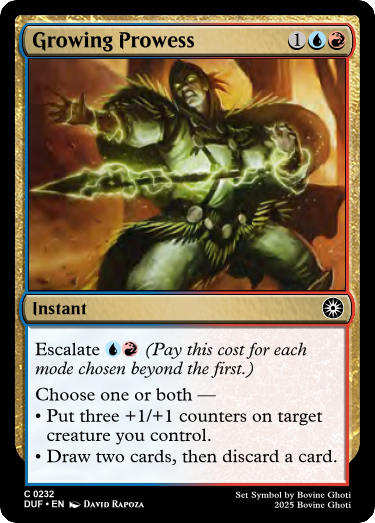 Growing Prowess 1
Instant
Escalate (Pay this cost for each
mode chosen beyond the first.)
Choose one or both —
• Put three +1/+1 counters on target
creature you control.
• Draw two cards, then discard a card.
C 0232
DUF • EN David Rapoza
Set Symbol by Bovine Ghoti
2025 Bovine Ghoti